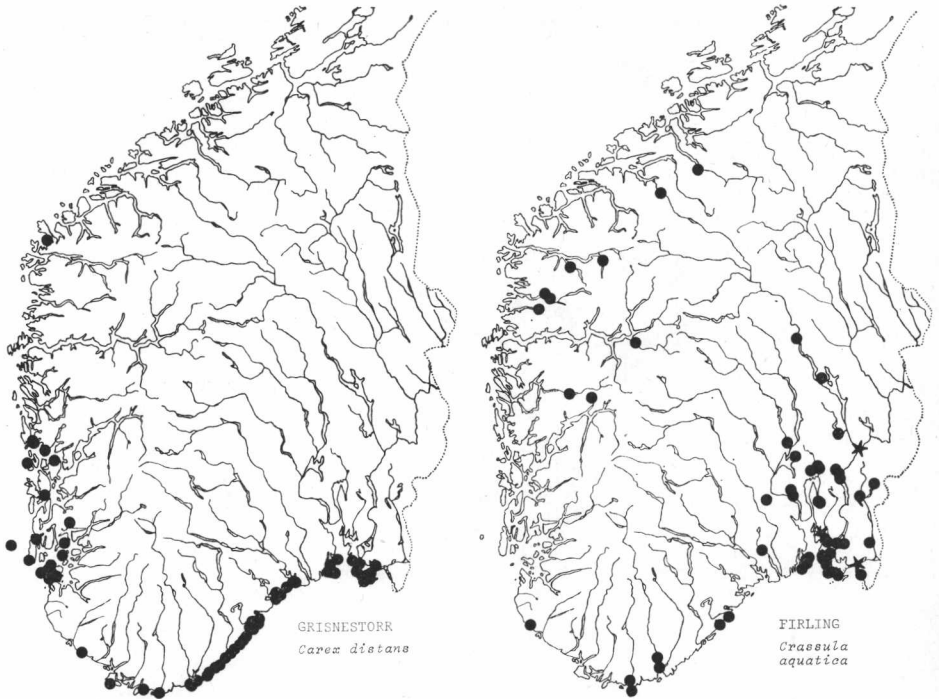 GRISNESTORR
Carex distans
FIRLING
Crassula
aquatica